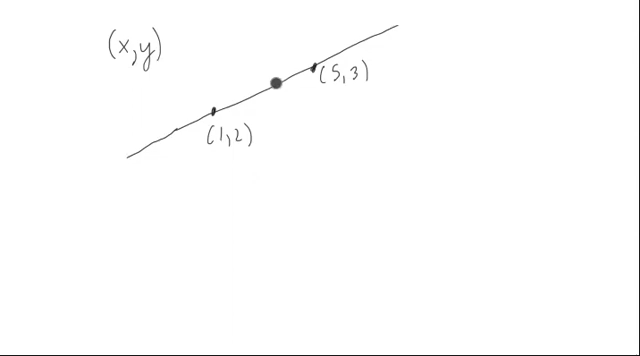 (x,y)
(5,3)
(1,2)